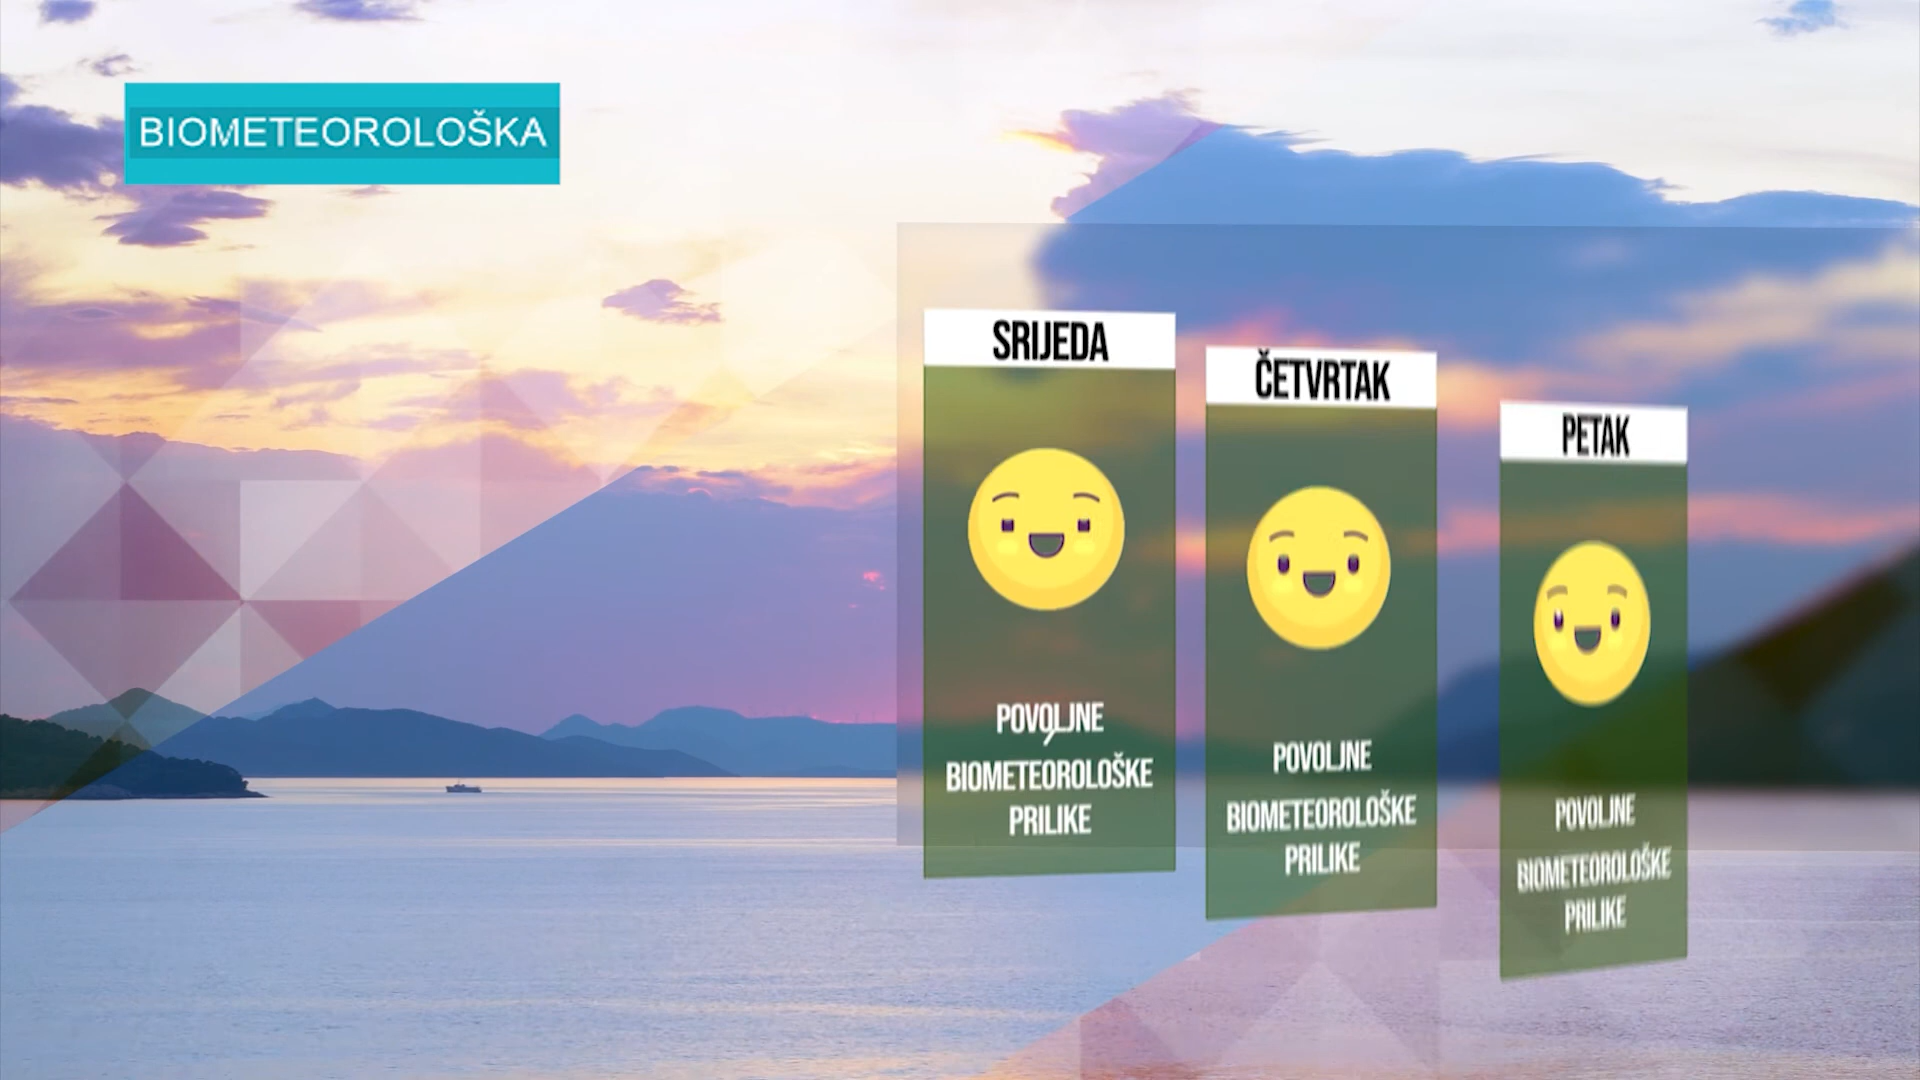 BIOMETEOROLOŠKA
SRIJEDA
POVOLJNE
BIOMETEOROLOŠKE
PRILIKE
ČETVRTAK
POVOLJNE
BIOMETEOROLOŠKE
PRILIKE
PETAK
POVOLJNE
BIOMETEOROLOŠKE
PRILIKE